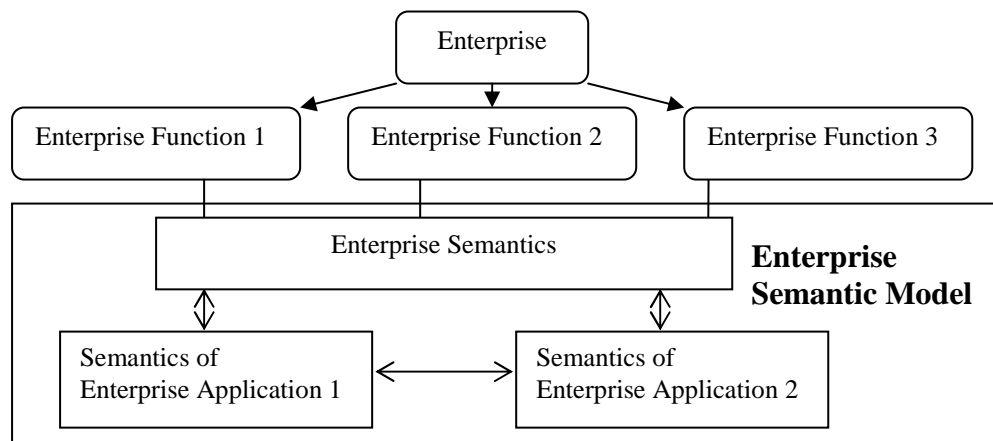 Enterprise
Enterprise Function 1
Enterprise Function 2
Enterprise Function 3
Enterprise Semantics
Enterprise
Semantic Model
Semantics of
Enterprise Application 1
Semantics of
Enterprise Application 2